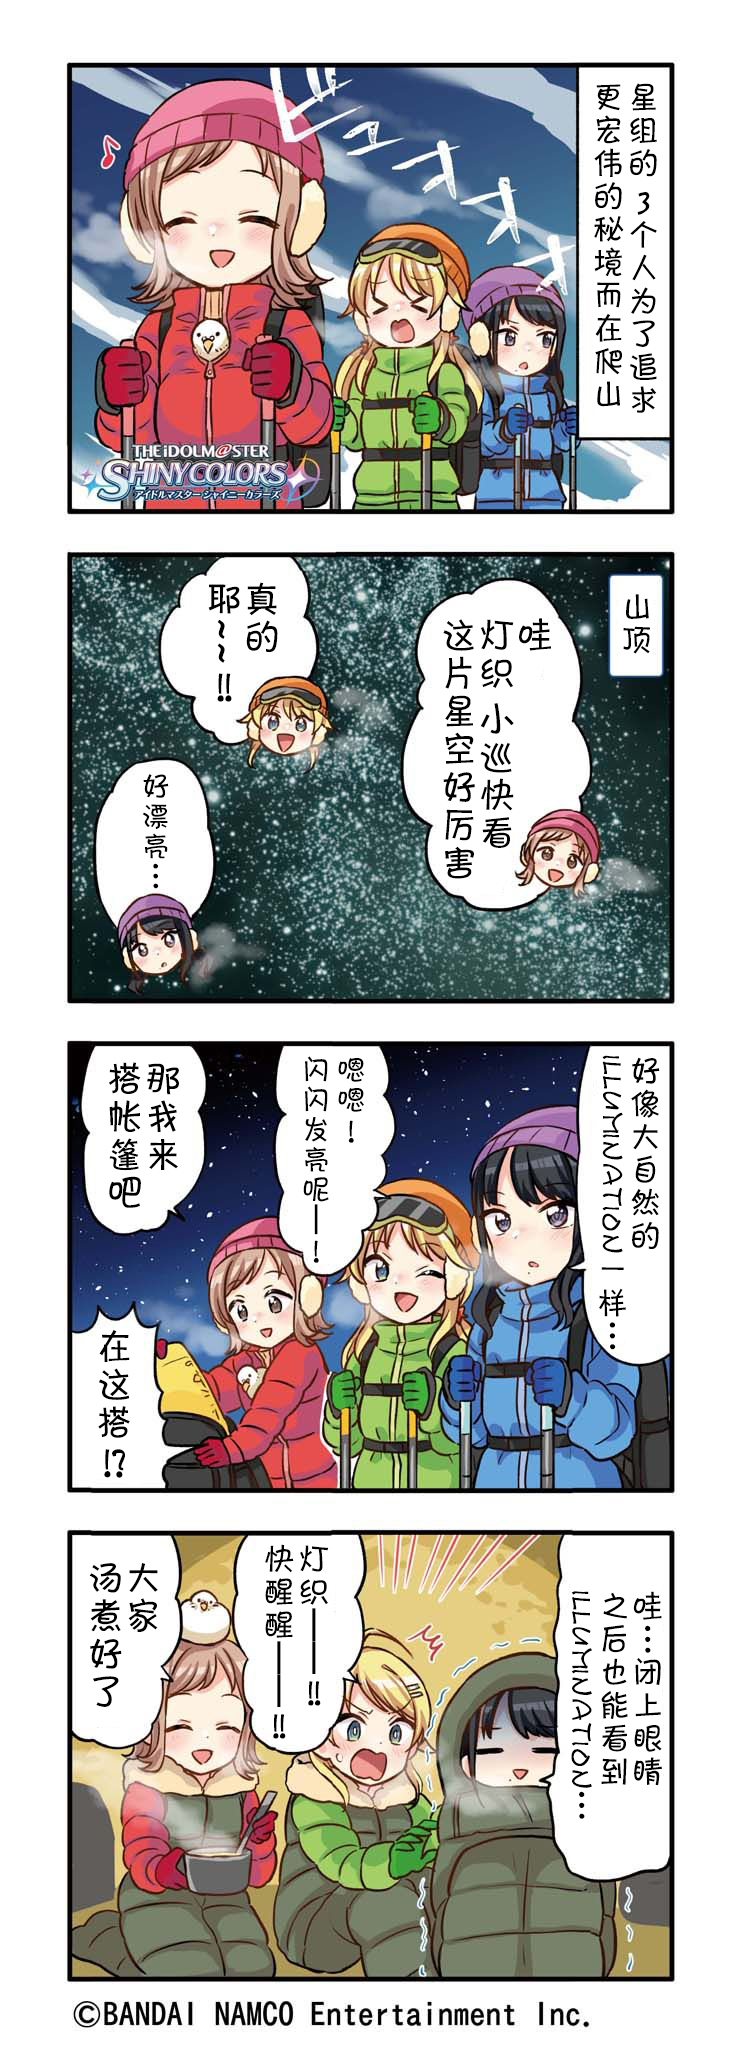 星组的3个人为了追求
更宏伟的秘境而在爬山
ビュオオオオ
THE iDOLM@STER
SHINY COLORS
アイドルマスター シャイニーカラーズ
山顶
哇
灯织 小巡快看
这片星空好厉害
真的
耶~~!!
好漂亮…
好像大自然的
ILLUMINATION一样…
嗯嗯!
闪闪发亮呢——!
那我来
搭帐篷吧
在这搭!?
哇…闭上眼睛
之后也能看到
ILLUMINATION…
灯织——!!
快醒醒——!!
大家
汤煮好了
©BANDAI NAMCO Entertainment Inc.